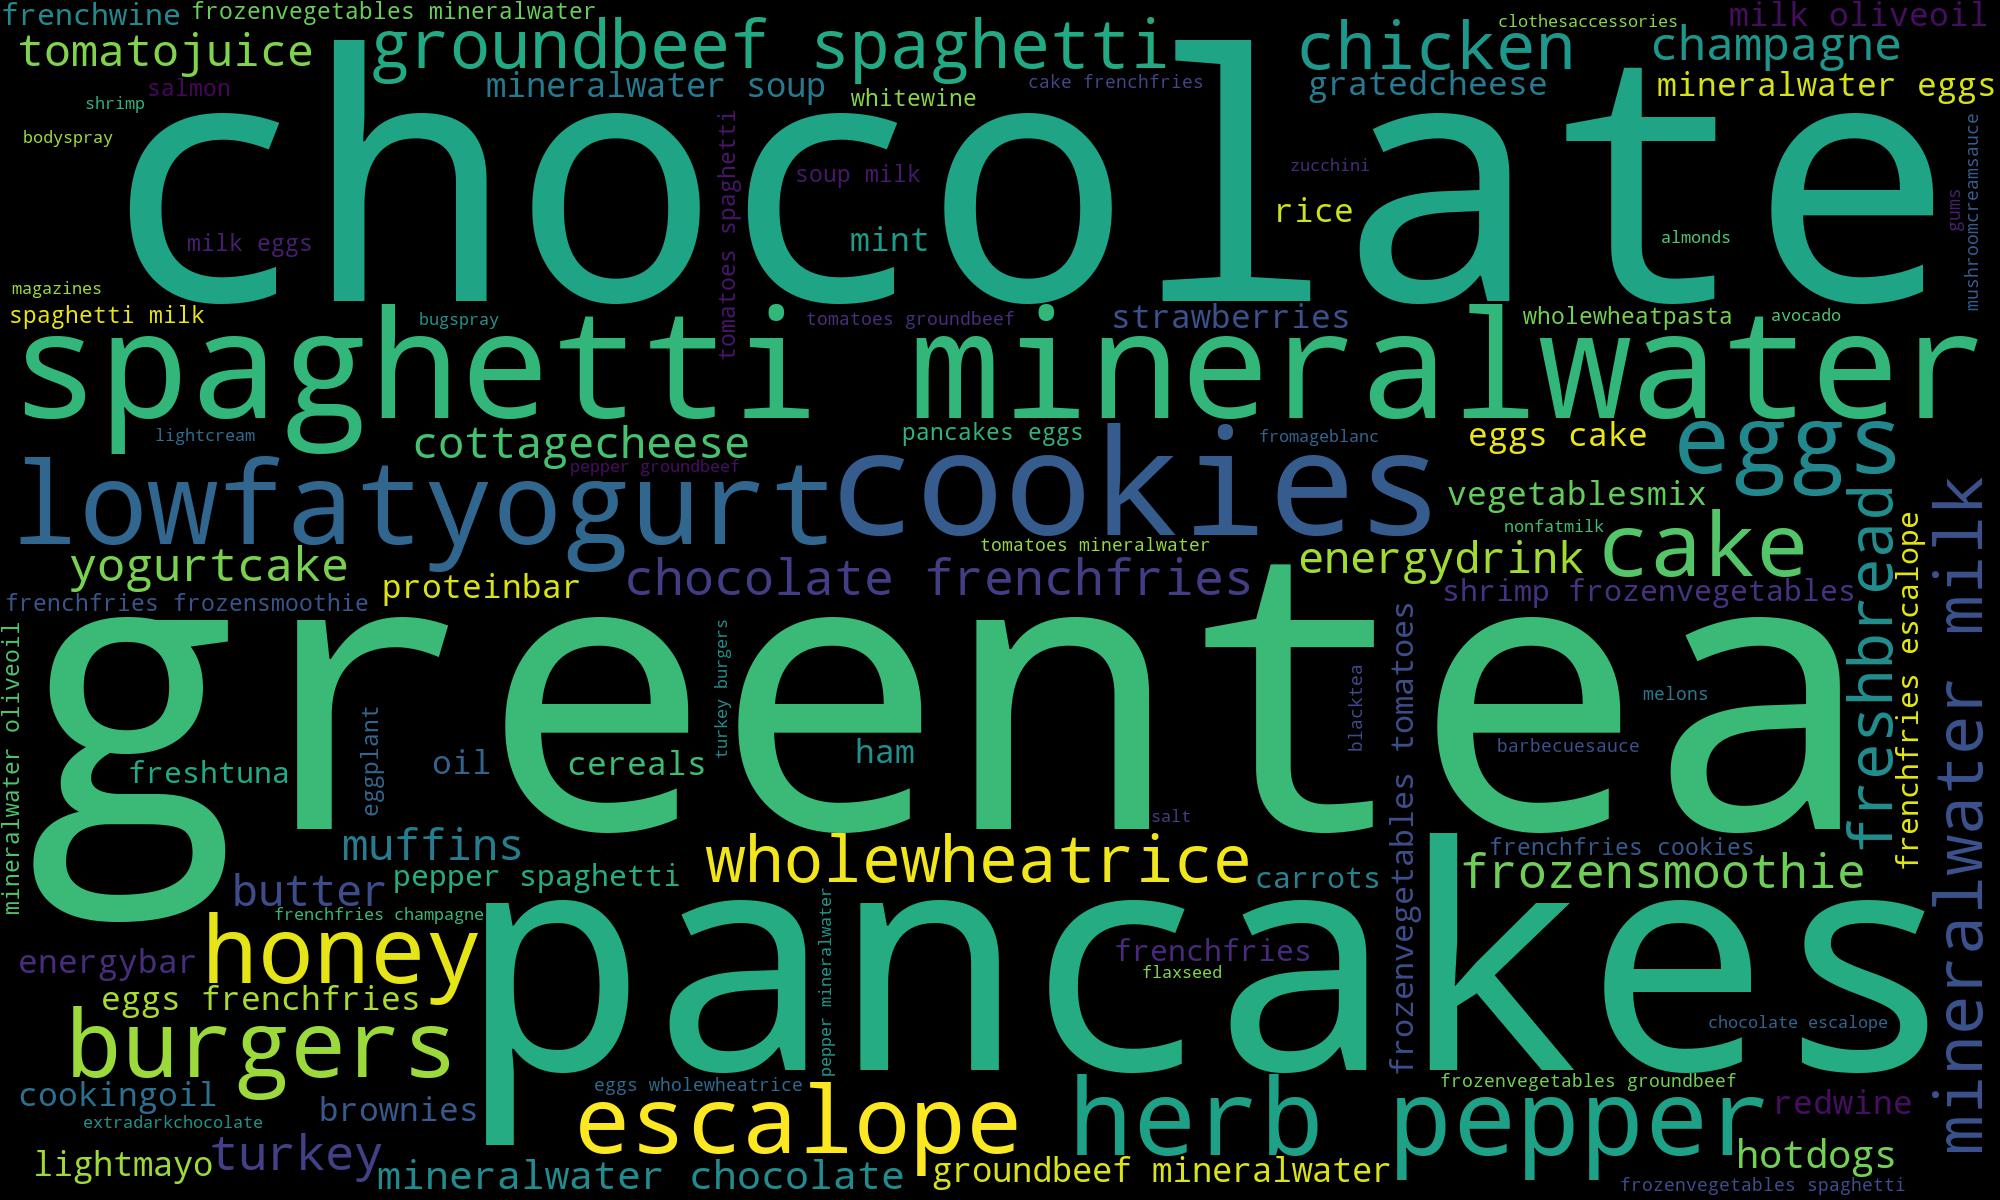 frenchwine
frozenvegetables mineralwater
tomatojuice
groundbeef spaghetti
chicken
clothesaccessories
milk oliveoil
champagne
salmon
shrimp
mineralwater soup
whitewine
cake frenchfries
gratedcheese
mineralwater eggs
bodyspray
chocolate
tomatoes spaghetti
soup milk
zucchini
rice
mint
milk eggs
almonds
gums
mushroomcreamsauce
magazines
spaghetti milk
bugspray
tomatoes groundbeef
strawberries
wholewheatpasta
avocado
spaghetti mineralwater
lightcream
cottagecheese
pancakes eggs
fromageblanc
eggs cake
eggs
pepper groundbeef
lowfatyogurt
cookies
vegetablesmix
nonfatmilk
cake
freshbread
mineralwater milk
yogurtcake
tomatoes mineralwater
energydrink
proteinbar
chocolate frenchfries
shrimp frozenvegetables
frenchfries escalope
frenchfries frozensmoothie
greentea
mineralwater oliveoil
turkey burgers
blacktea
frozenvegetables tomatoes
melons
barbecuesauce
freshtuna
eggplant
oil
cereals
ham
salt
muffins
wholewheatrice
frenchfries cookies
frozensmoothie
butter
pepper spaghetti
carrots
frenchfries champagne
pancakes
honey
energybar
pepper mineralwater
frenchfries
flaxseed
eggs frenchfries
burgers
chocolate escalope
cookingoil
brownies
eggs wholewheatrice
escalope
herb pepper
frozenvegetables groundbeef
redwine
extradarkchocolate
lightmayo
turkey
mineralwater chocolate
groundbeef mineralwater
hotdogs
frozenvegetables spaghetti